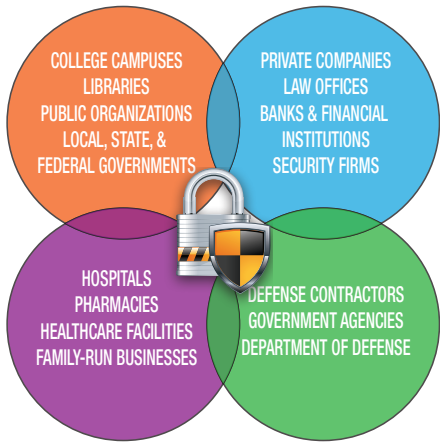 COLLEGE CAMPUSES
LIBRARIES
PUBLIC ORGANIZATIONS
LOCAL, STATE, &
FEDERAL GOVERNMENTS
PRIVATE COMPANIES
LAW OFFICES
BANKS & FINANCIAL
INSTITUTIONS
SECURITY FIRMS
HOSPITALS
PHARMACIES
HEALTHCARE FACILITIES
FAMILY-RUN BUSINESSES
DEFENSE CONTRACTORS
GOVERNMENT AGENCIES
DEPARTMENT OF DEFENSE